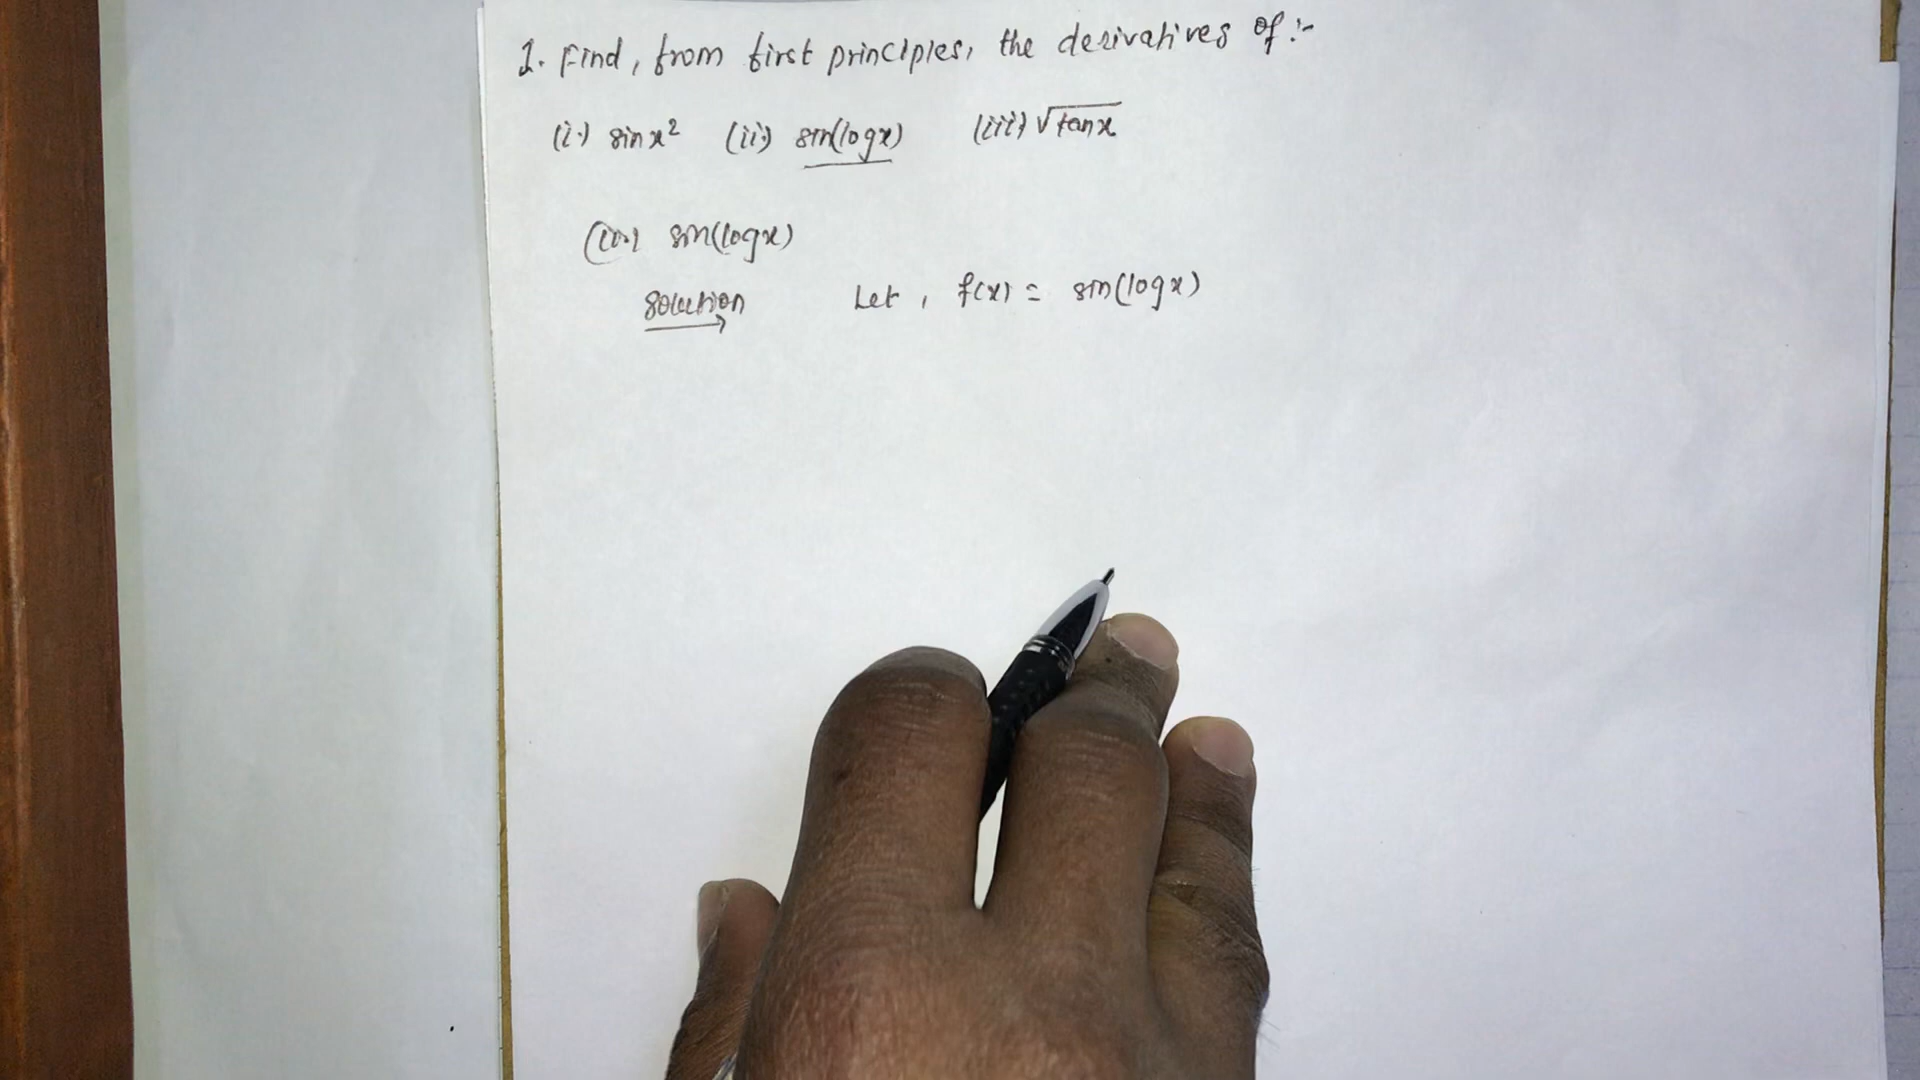 1. Find, from first principles, the derivatives of :-
(i.) sin x² (ii.) sin(log x) (iii) √tan x
sin(log x)
Solution Let, f(x) = sin(log x)